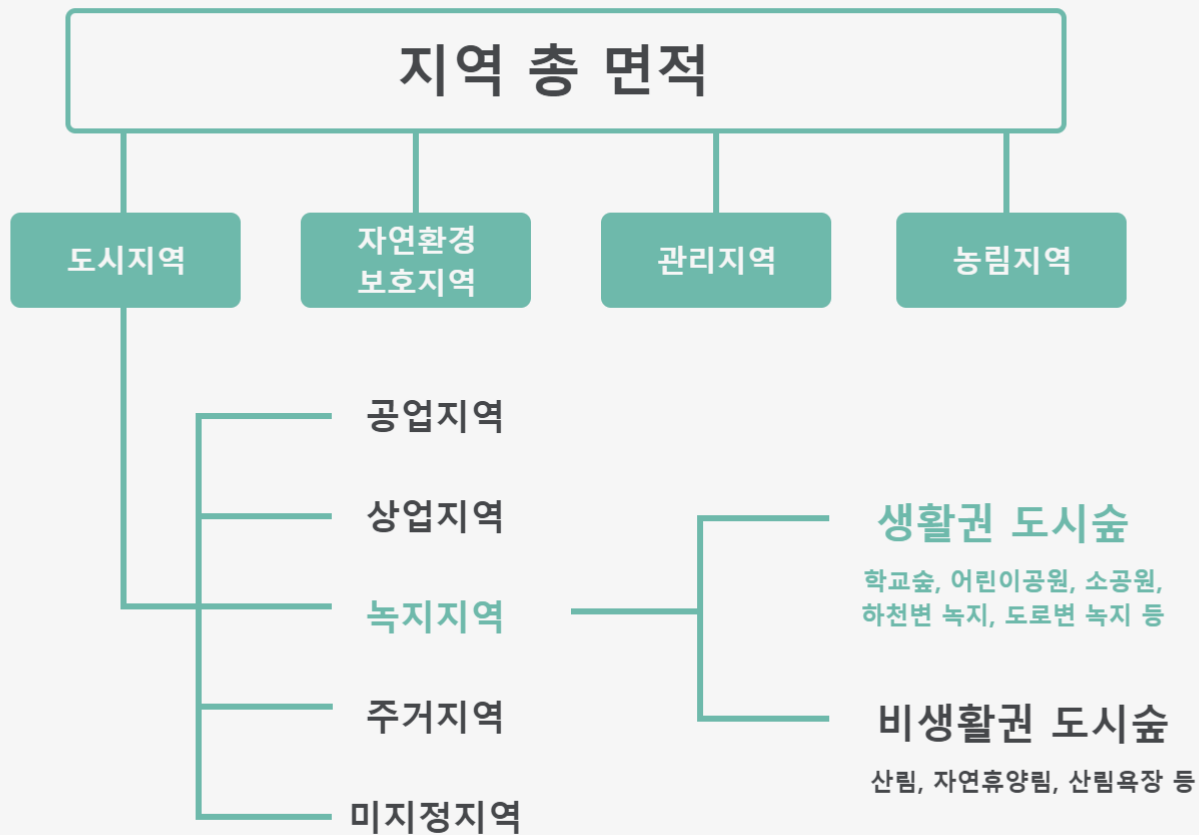 지역 총 면적
도시지역
자연환경
보호지역
관리지역
농림지역
공업지역
상업지역
녹지지역
주거지역
미지정지역
생활권 도시숲
학교숲, 어린이공원, 소공원,
하천변 녹지, 도로변 녹지 등
비생활권 도시숲
산림, 자연휴양림, 산림욕장 등